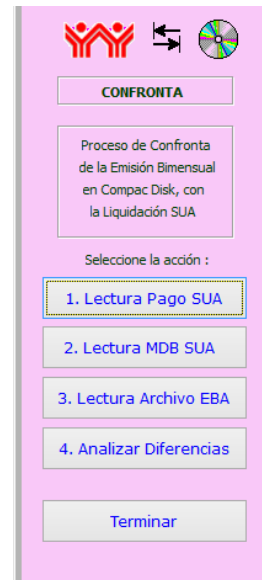 CONFRONTA
Proceso de Confronta
de la Emisión Bimensual
en Compac Disk, con
la Liquidación SUA
Seleccione la acción :
1. Lectura Pago SUA
2. Lectura MDB SUA
3. Lectura Archivo EBA
4. Analizar Diferencias
Terminar